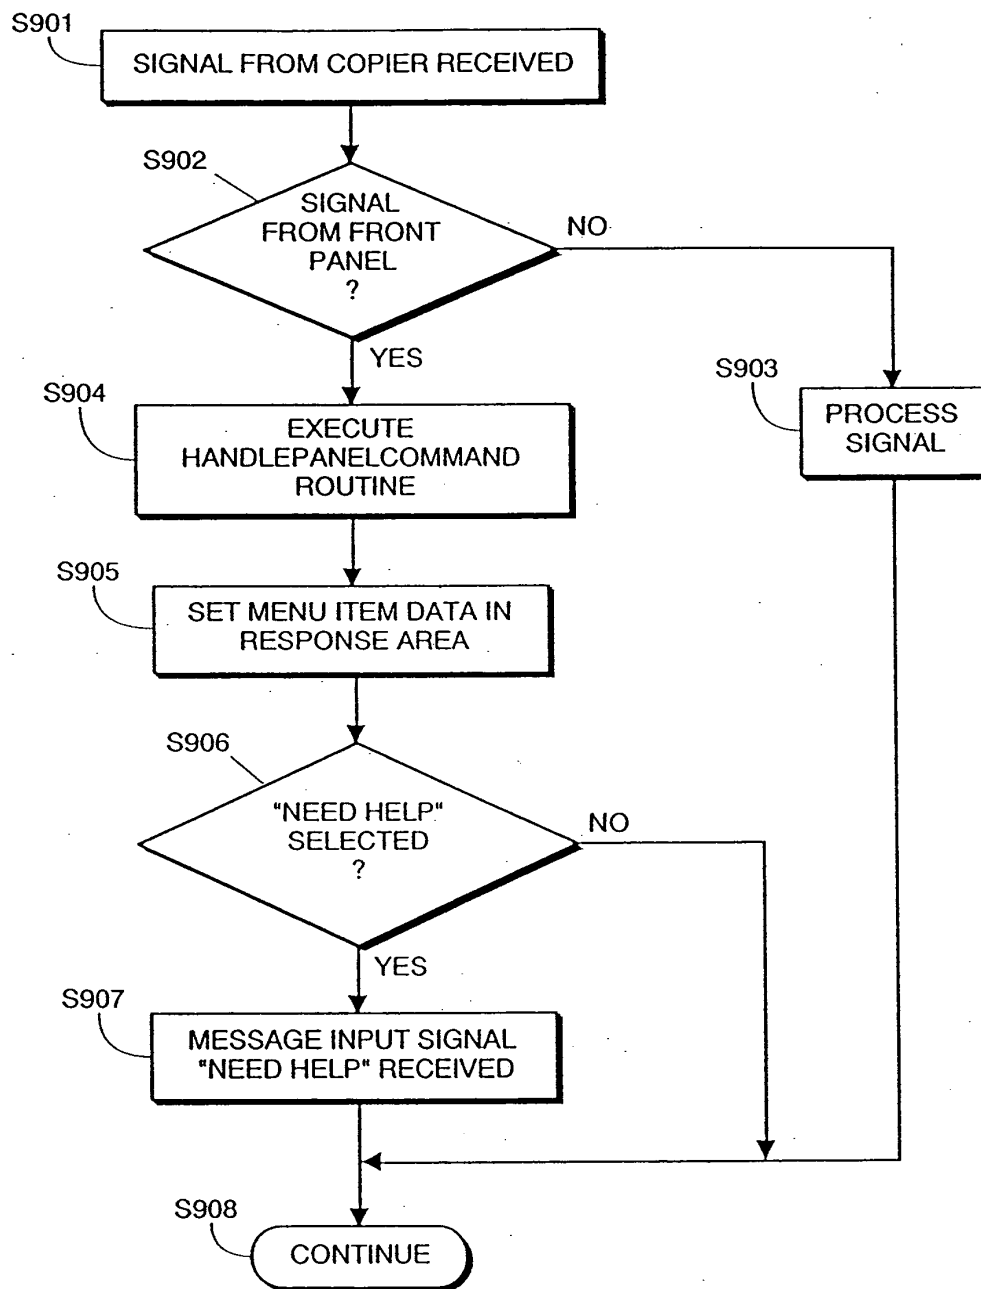 S901
SIGNAL FROM COPIER RECEIVED
S902
SIGNAL
FROM FRONT
PANEL
?
NO
YES
S903
PROCESS
SIGNAL
S904
EXECUTE
HANDLEPANELCOMMAND
ROUTINE
S905
SET MENU ITEM DATA IN
RESPONSE AREA
S906
"NEED HELP"
SELECTED
?
NO
YES
S907
MESSAGE INPUT SIGNAL
"NEED HELP" RECEIVED
S908
CONTINUE